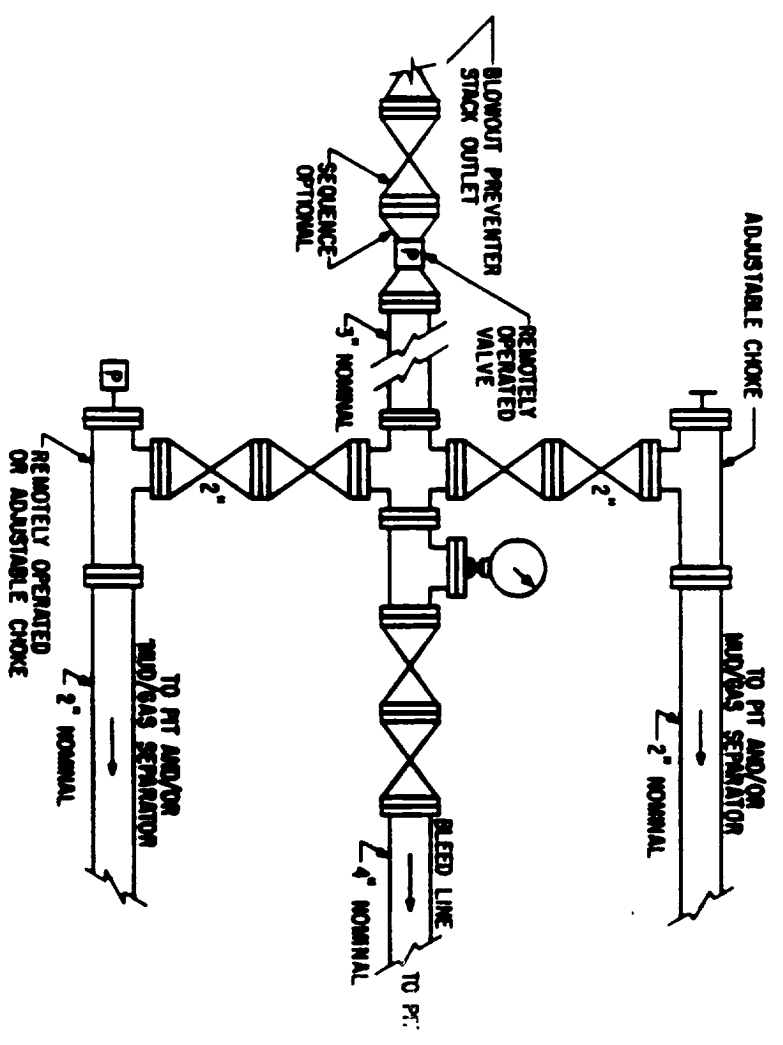 BLOWOUT PREVENTER
STACK OUTLET
SEQUENCE
OPTIONAL
P
REMOTELY
OPERATED
VALVE
3" NOMINAL
ADJUSTABLE CHOKE
2"
2"
P
REMOTELY OPERATED
OR ADJUSTABLE CHOKE
TO PIT AND/OR
MUD/GAS SEPARATOR
2" NOMINAL
TO PIT AND/OR
MUD/GAS SEPARATOR
2" NOMINAL
BLEED LINE
4" NOMINAL
TO PIT